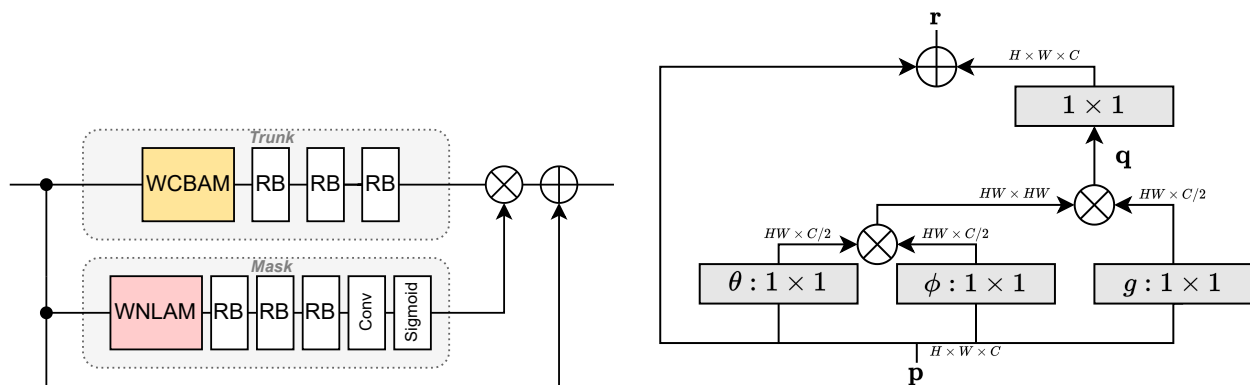 Trunk
WCBAM
RB
RB
RB
Mask
WNLAM
RB
RB
RB
Conv
Sigmoid
r
H × W × C
1 × 1
q
HW × HW
HW × C/2
HW × C/2
HW × C/2
θ : 1 × 1
ϕ : 1 × 1
g : 1 × 1
H × W × C
p